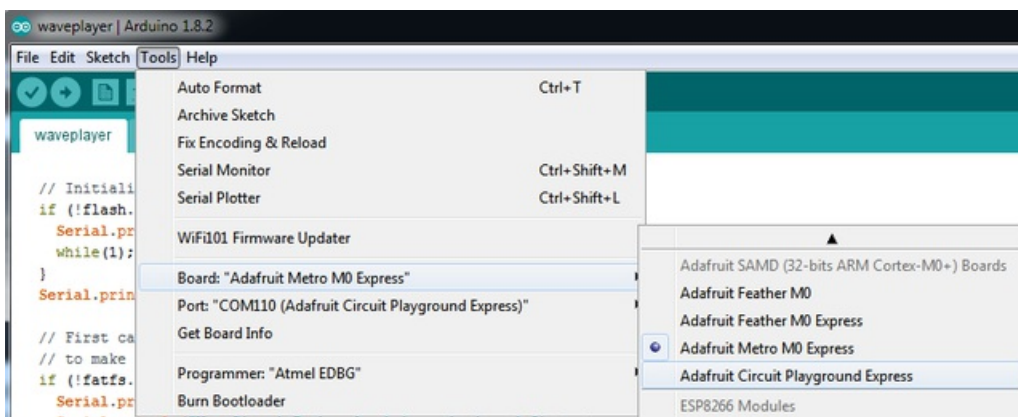 waveplayer | Arduino 1.8.2
File Edit Sketch Tools Help
waveplayer
// Initiali
if (!flash.
Serial.pr
while(1);
}
Serial.prin
// First ca
// to make
if (!fatfs.
Serial.pr
Auto Format Ctrl+T
Archive Sketch
Fix Encoding & Reload
Serial Monitor Ctrl+Shift+M
Serial Plotter Ctrl+Shift+L
WiFi101 Firmware Updater
Board: "Adafruit Metro M0 Express"
Port: "COM110 (Adafruit Circuit Playground Express)"
Get Board Info
Programmer: "Atmel EDBG"
Burn Bootloader
Adafruit SAMD (32-bits ARM Cortex-M0+) Boards
Adafruit Feather M0
Adafruit Feather M0 Express
Adafruit Metro M0 Express
Adafruit Circuit Playground Express
ESP8266 Modules